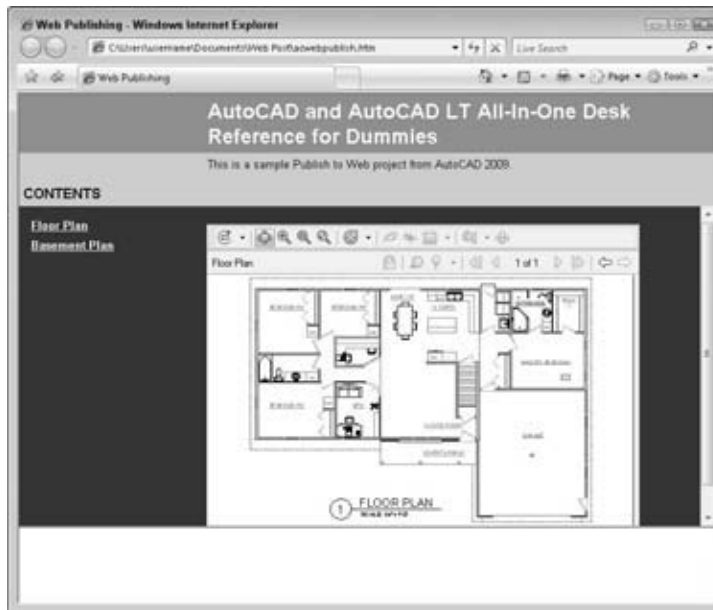 Web Publishing - Windows Internet Explorer
Live Search
Web Publishing
Page
Tools
AutoCAD and AutoCAD LT All-In-One Desk
Reference for Dummies
This is a sample Publish to Web project from AutoCAD 2009.
CONTENTS
Floor Plan
Basement Plan
Floor Plan
1 of 1
1
FLOOR PLAN